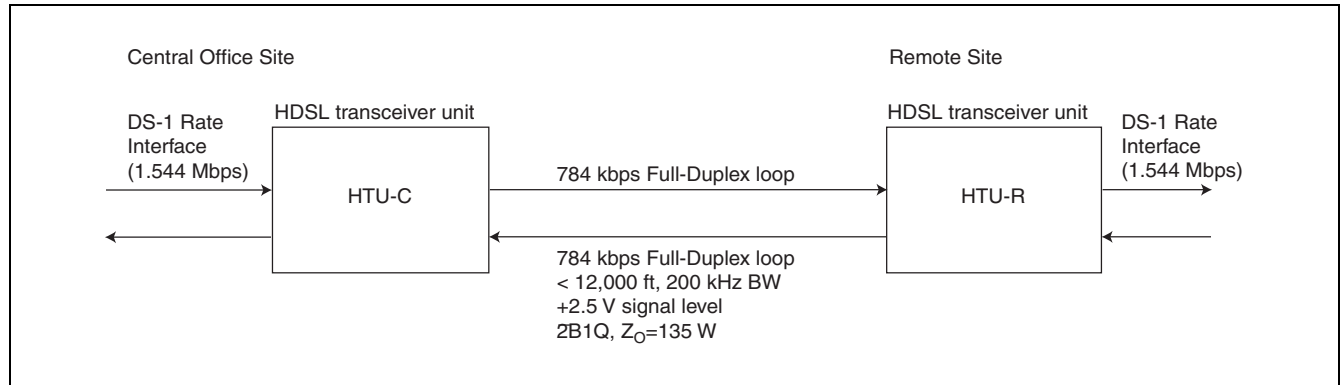 Central Office Site
Remote Site
HDSL transceiver unit
HDSL transceiver unit
DS-1 Rate
Interface
(1.544 Mbps)
DS-1 Rate
Interface
(1.544 Mbps)
784 kbps Full-Duplex loop
HTU-C
HTU-R
784 kbps Full-Duplex loop
< 12,000 ft, 200 kHz BW
+2.5 V signal level
2B1Q, ZO=135 W